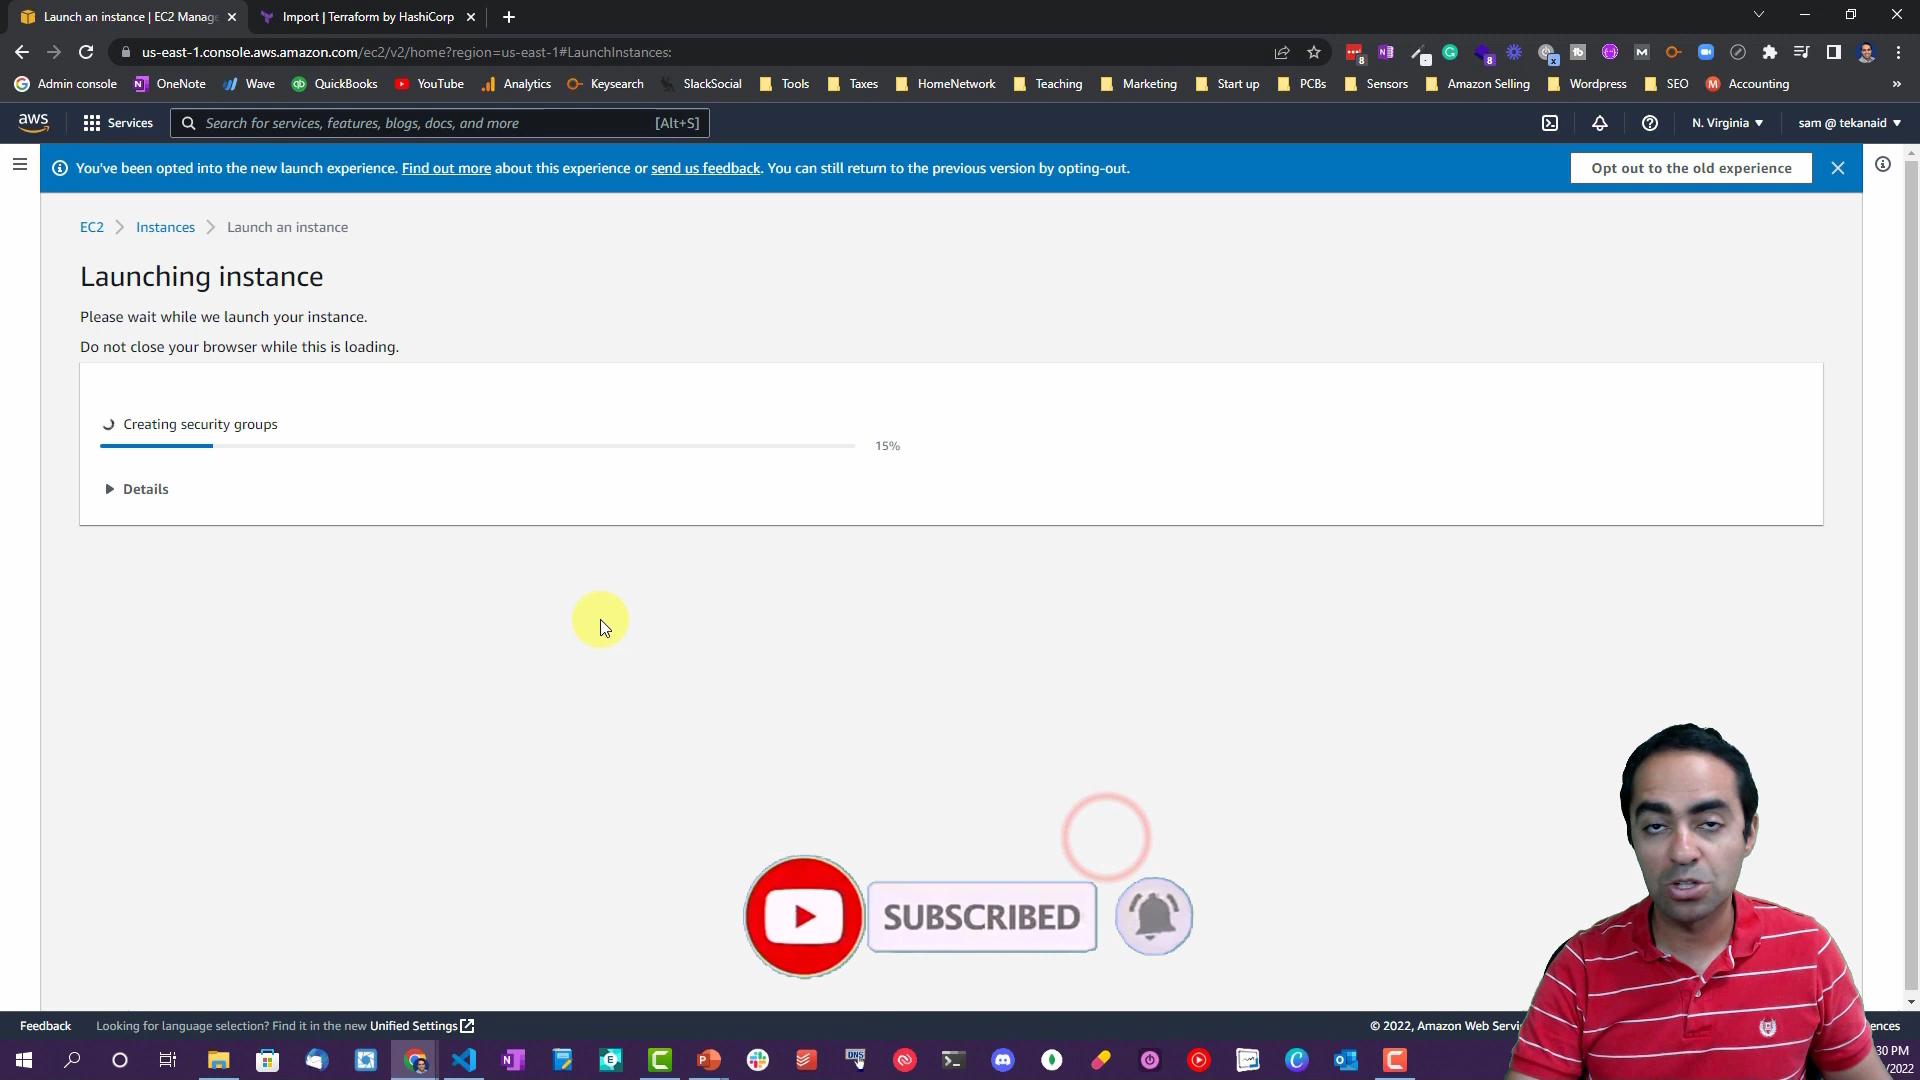 Launch an instance | EC2 Manage
Import | Terraform by HashiCorp
us-east-1.console.aws.amazon.com/ec2/v2/home?region=us-east-1#LaunchInstances:
Admin console OneNote Wave QuickBooks YouTube Analytics Keysearch SlackSocial Tools Taxes HomeNetwork Teaching Marketing Start up PCBs Sensors Amazon Selling Wordpress SEO Accounting
aws Services Search for services, features, blogs, docs, and more [Alt+S] N. Virginia sam @ tekanaid
You've been opted into the new launch experience. Find out more about this experience or send us feedback. You can still return to the previous version by opting-out. Opt out to the old experience
EC2 Instances Launch an instance
Launching instance
Please wait while we launch your instance.
Do not close your browser while this is loading.
Creating security groups
15%
Details
SUBSCRIBED
Feedback Looking for language selection? Find it in the new Unified Settings © 2022, Amazon Web Servi ences
30 PM
/2022